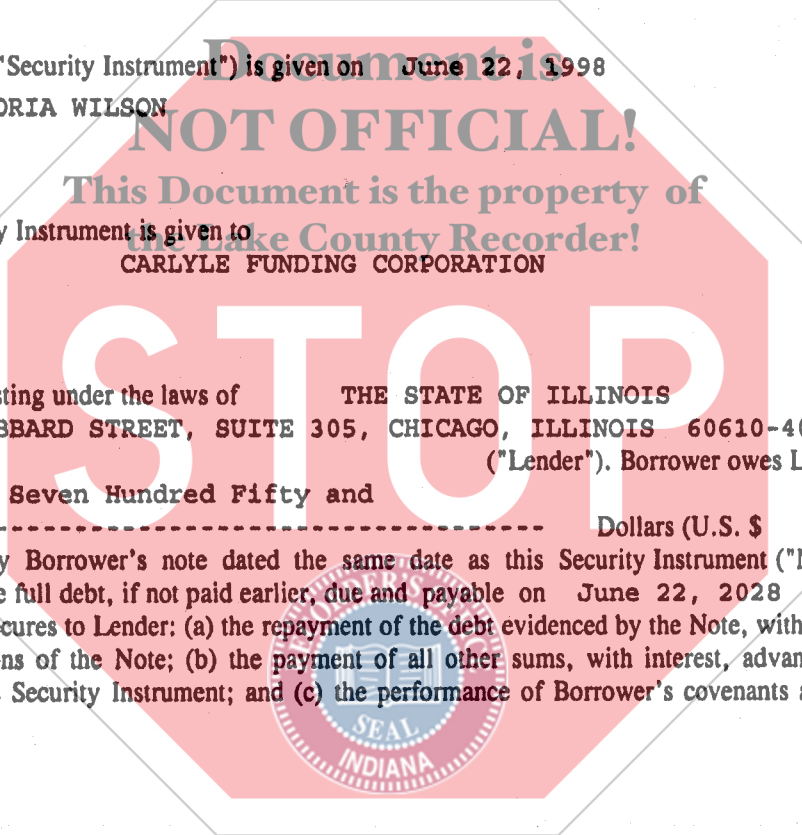 "Security Instrument") is given on June 22, 1998
Document is
ORIA WILSON
NOT OFFICIAL!
This Document is the property of
y Instrument is given to
the Lake County Recorder!
CARLYLE FUNDING CORPORATION
STOP
sting under the laws of THE STATE OF ILLINOIS
BBARD STREET, SUITE 305, CHICAGO, ILLINOIS 60610-40
("Lender"). Borrower owes L
Seven Hundred Fifty and
------------------------------------ Dollars (U.S. $
y Borrower's note dated the same date as this Security Instrument ("N
e full debt, if not paid earlier, due and payable on June 22, 2028
cures to Lender: (a) the repayment of the debt evidenced by the Note, with
ns of the Note; (b) the payment of all other sums, with interest, advan
Security Instrument; and (c) the performance of Borrower's covenants a
SEAL
INDIANA